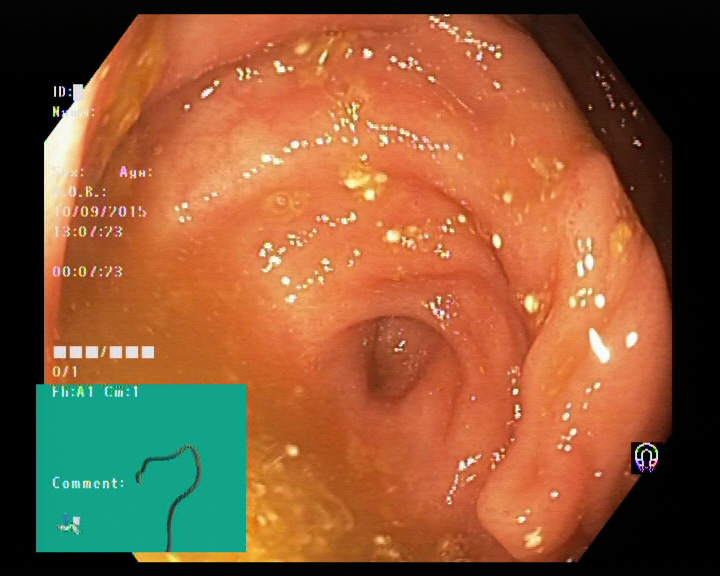 ID:
Name:
Sex: Age:
D.O.B.:
10/09/2015
13:07:23
00:07:23
/
0/1
Ph:A1 Cm:1
Comment: